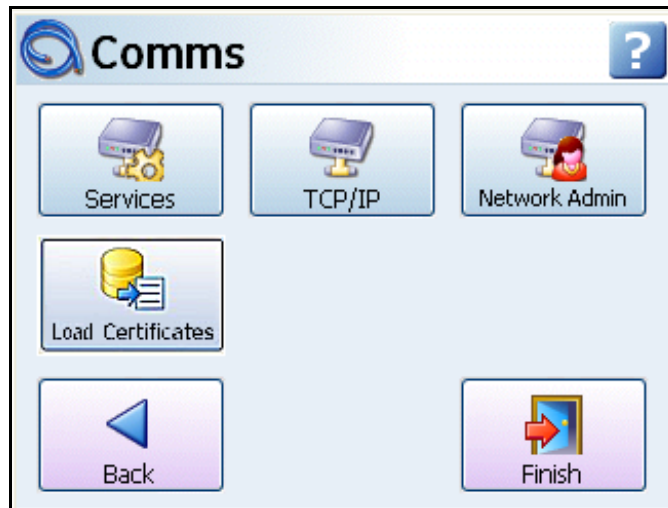 Comms
?
Services
TCP/IP
Network Admin
Load Certificates
Back
Finish